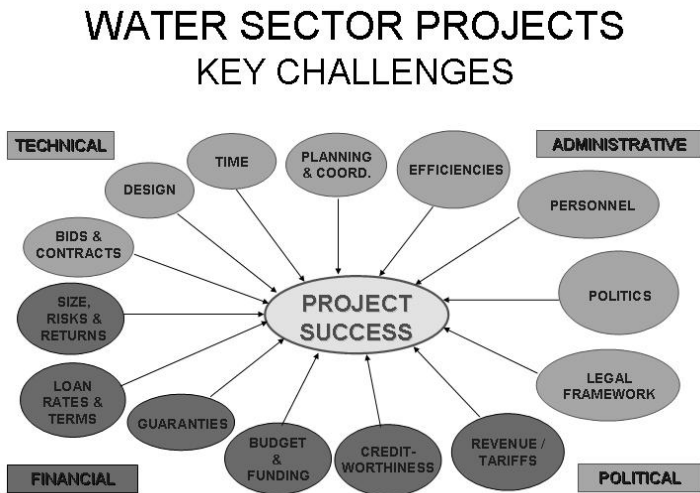 WATER SECTOR PROJECTS
KEY CHALLENGES
TECHNICAL
ADMINISTRATIVE
TIME
PLANNING
& COORD.
EFFICIENCIES
DESIGN
PERSONNEL
BIDS &
CONTRACTS
POLITICS
SIZE,
RISKS &
RETURNS
PROJECT
SUCCESS
LOAN
RATES &
TERMS
LEGAL
FRAMEWORK
GUARANTIES
BUDGET
&
FUNDING
CREDIT-
WORTHINESS
REVENUE /
TARIFFS
FINANCIAL
POLITICAL